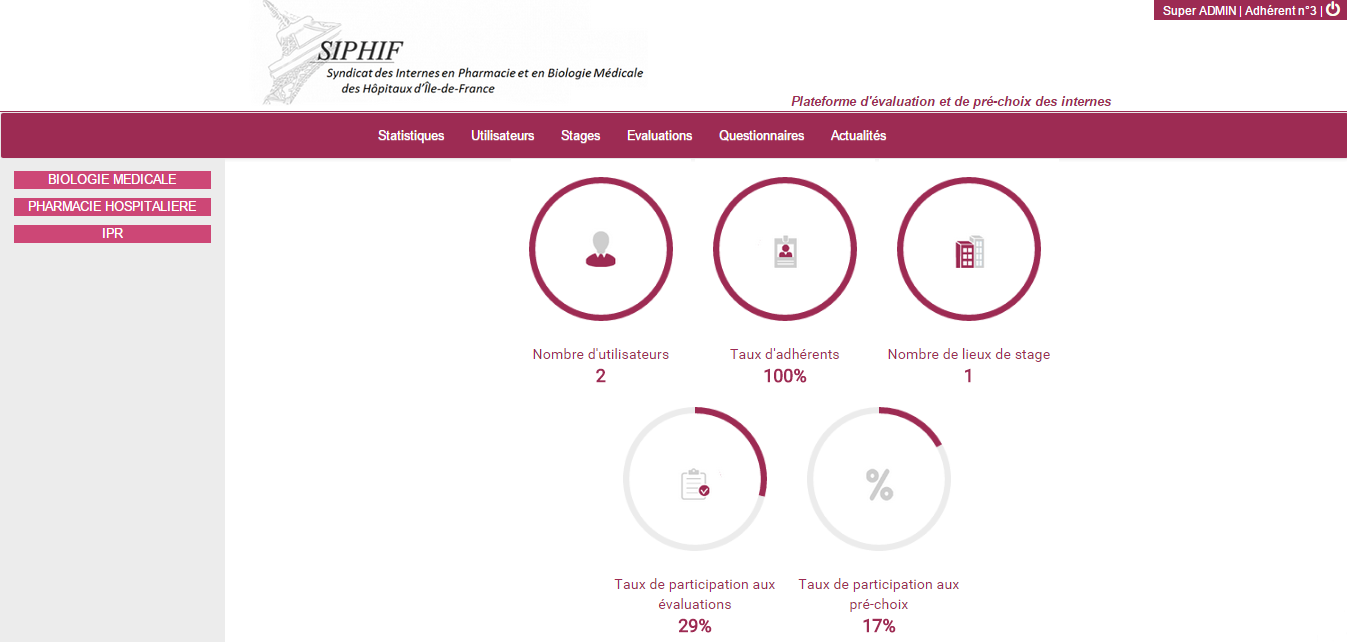 Super ADMIN | Adhérent n°3 |
SIPHIF
Syndicat des Internes en Pharmacie et en Biologie Médicale
des Hôpitaux d'Île-de-France
Plateforme d'évaluation et de pré-choix des internes
Statistiques Utilisateurs Stages Evaluations Questionnaires Actualités
BIOLOGIE MEDICALE
PHARMACIE HOSPITALIERE
IPR
Nombre d'utilisateurs
2
Taux d'adhérents
100%
Nombre de lieux de stage
1
Taux de participation aux
évaluations
29%
Taux de participation aux
pré-choix
17%